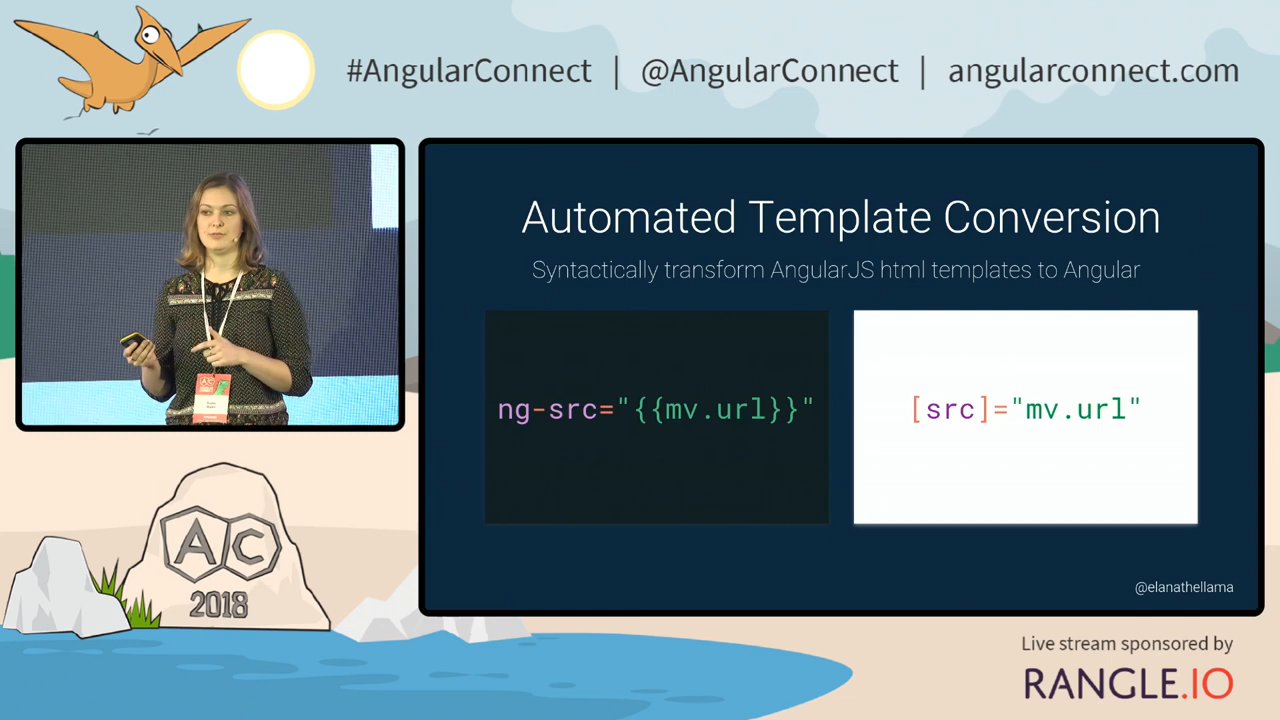 #AngularConnect | @AngularConnect | angularconnect.com
Automated Template Conversion
Syntactically transform AngularJS html templates to Angular
ng-src="{{mv.url}}"
[src]="mv.url"
@elanathellama
AC
2018
Live stream sponsored by
RANGLE.IO